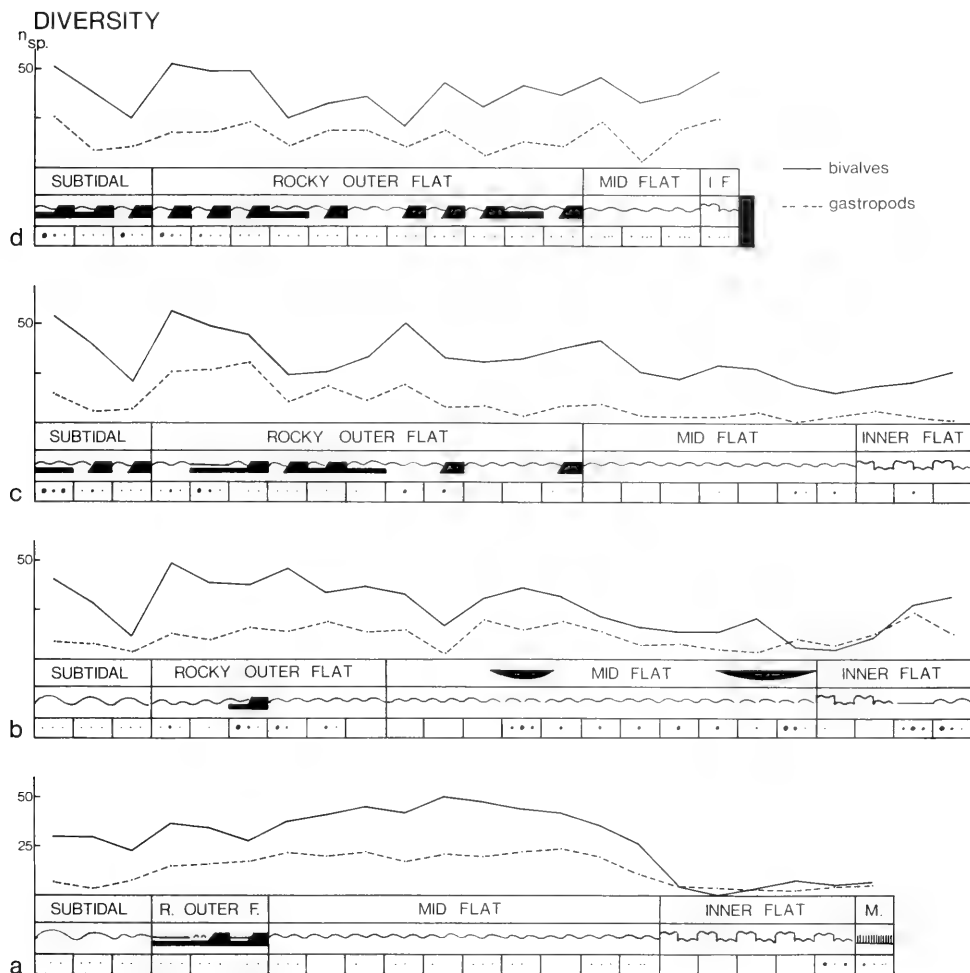 DIVERSITY
n sp.
50
SUBTIDAL ROCKY OUTER FLAT MID FLAT I F
bivalves
gastropods
d
50
SUBTIDAL ROCKY OUTER FLAT MID FLAT INNER FLAT
c
50
SUBTIDAL ROCKY OUTER FLAT MID FLAT INNER FLAT
b
50
25
SUBTIDAL R. OUTER F. MID FLAT INNER FLAT M.
a